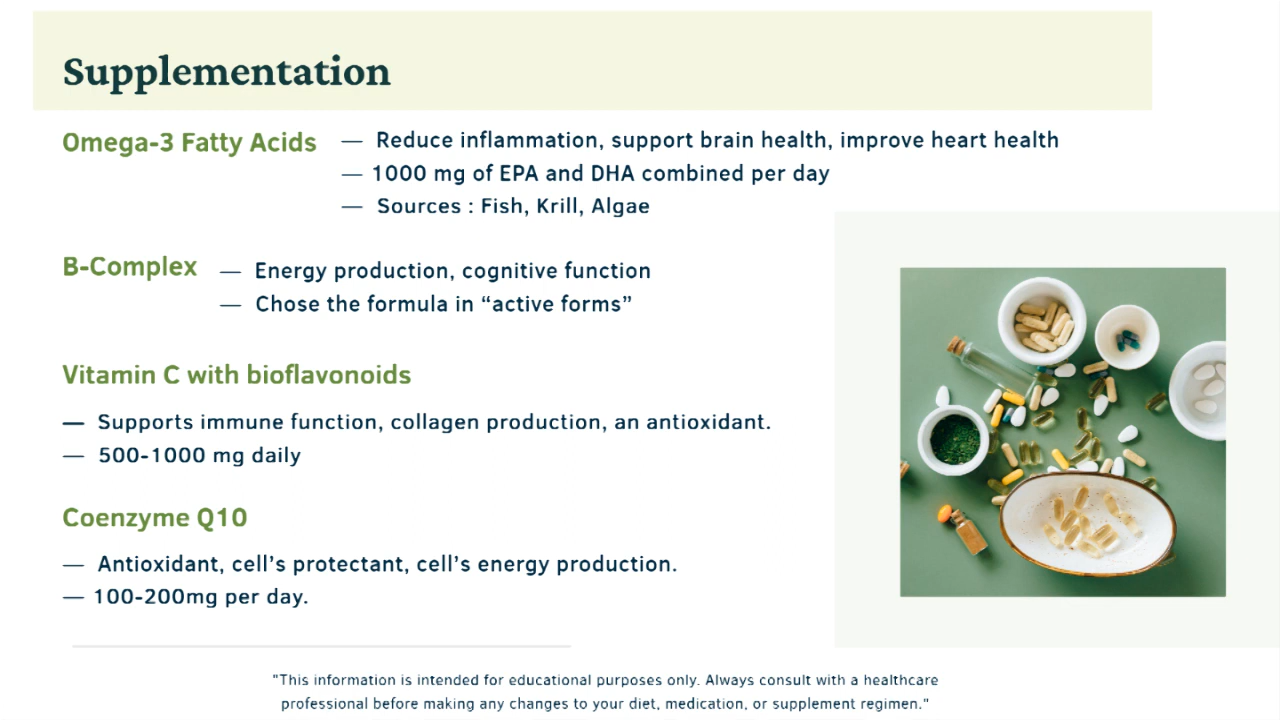 Supplementation
Omega-3 Fatty Acids
— Reduce inflammation, support brain health, improve heart health
— 1000 mg of EPA and DHA combined per day
— Sources : Fish, Krill, Algae
B-Complex
— Energy production, cognitive function
— Chose the formula in “active forms”
Vitamin C with bioflavonoids
— Supports immune function, collagen production, an antioxidant.
— 500-1000 mg daily
Coenzyme Q10
— Antioxidant, cell’s protectant, cell’s energy production.
— 100-200mg per day.
"This information is intended for educational purposes only. Always consult with a healthcare
professional before making any changes to your diet, medication, or supplement regimen."